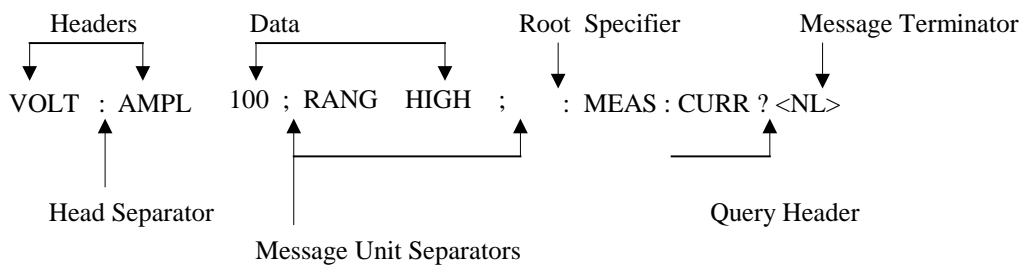 Headers Data Root Specifier Message Terminator
VOLT : AMPL 100 ; RANG HIGH ; : MEAS : CURR ? <NL>
Head Separator Query Header
Message Unit Separators